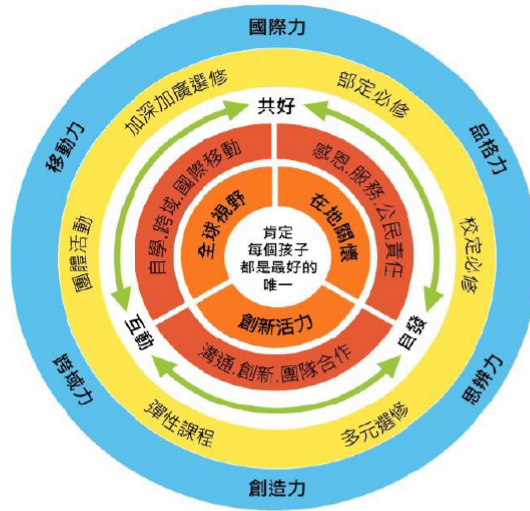 國際力
品格力
思辨力
創造力
跨域力
移動力
加深加廣選修
部定必修
校定必修
多元選修
彈性課程
團體活動
共好
自發
互動
自學.跨域.國際移動
感恩.服務.公民責任
溝通.創新.團隊合作
全球視野
在地關懷
創新活力
肯定
每個孩子
都是最好的
唯一